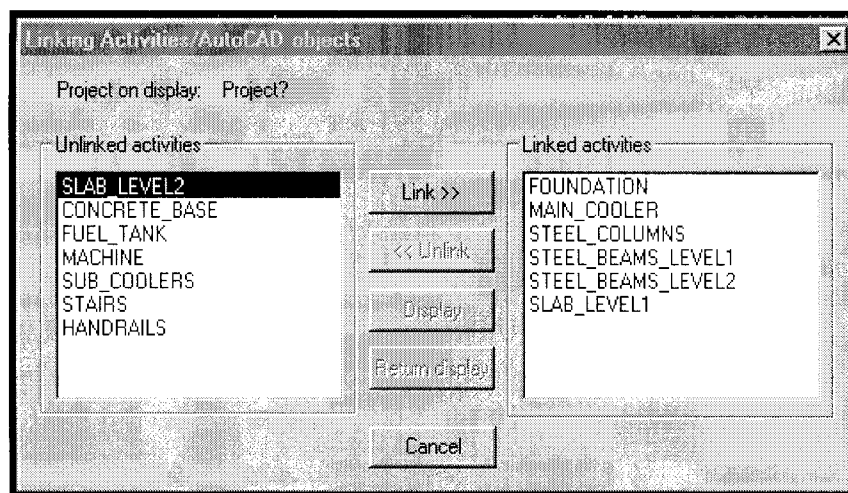 Linking Activities/AutoCAD objects
Project on display: Project?
Unlinked activities
SLAB_LEVEL2
CONCRETE_BASE
FUEL_TANK
MACHINE
SUB_COOLERS
STAIRS
HANDRAILS
Link >>
<< Unlink
Display
Return display
Cancel
Linked activities
FOUNDATION
MAIN_COOLER
STEEL_COLUMNS
STEEL_BEAMS_LEVEL1
STEEL_BEAMS_LEVEL2
SLAB_LEVEL1